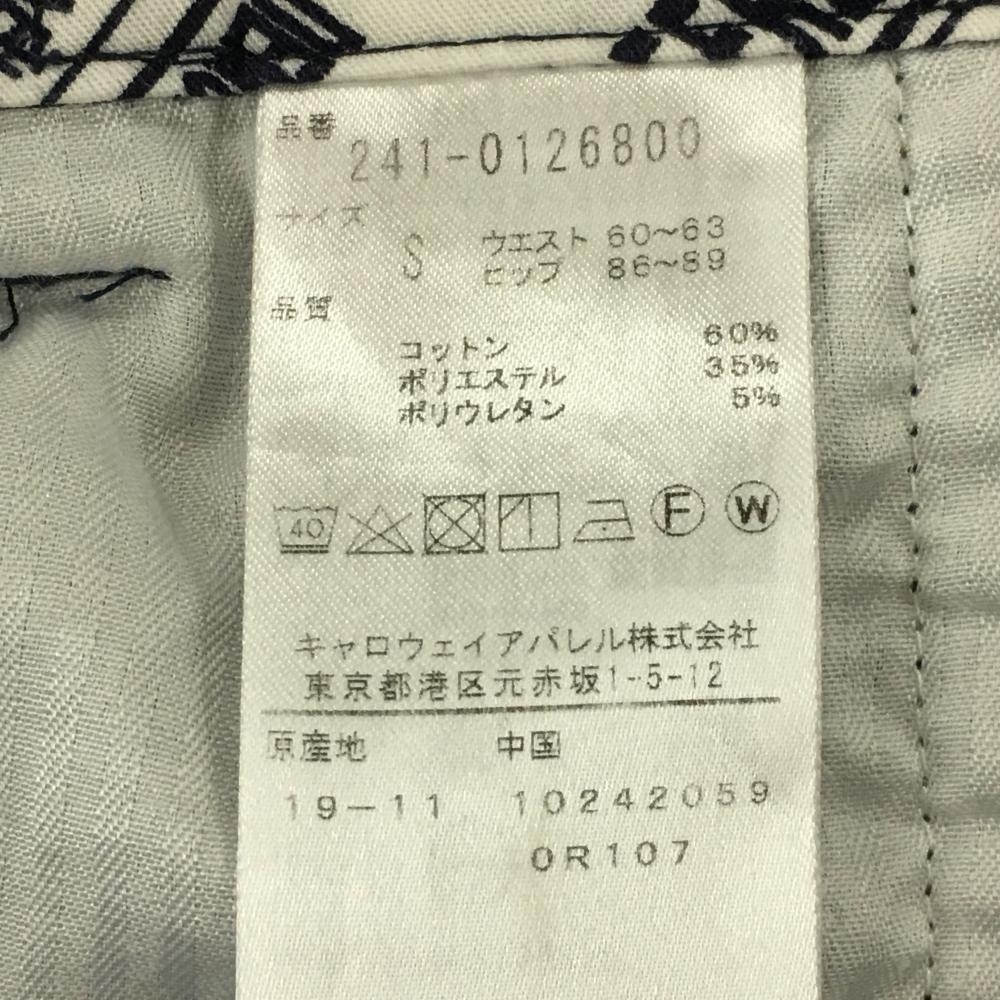 品番
241-0126800
サイズ
S ウエスト 60〜63
ヒップ 86〜89
品質
コットン 60%
ポリエステル 35%
ポリウレタン 5%
40 F W
キャロウェイアパレル株式会社
東京都港区元赤坂1-5-12
原産地 中国
19-11 10242059
0R107